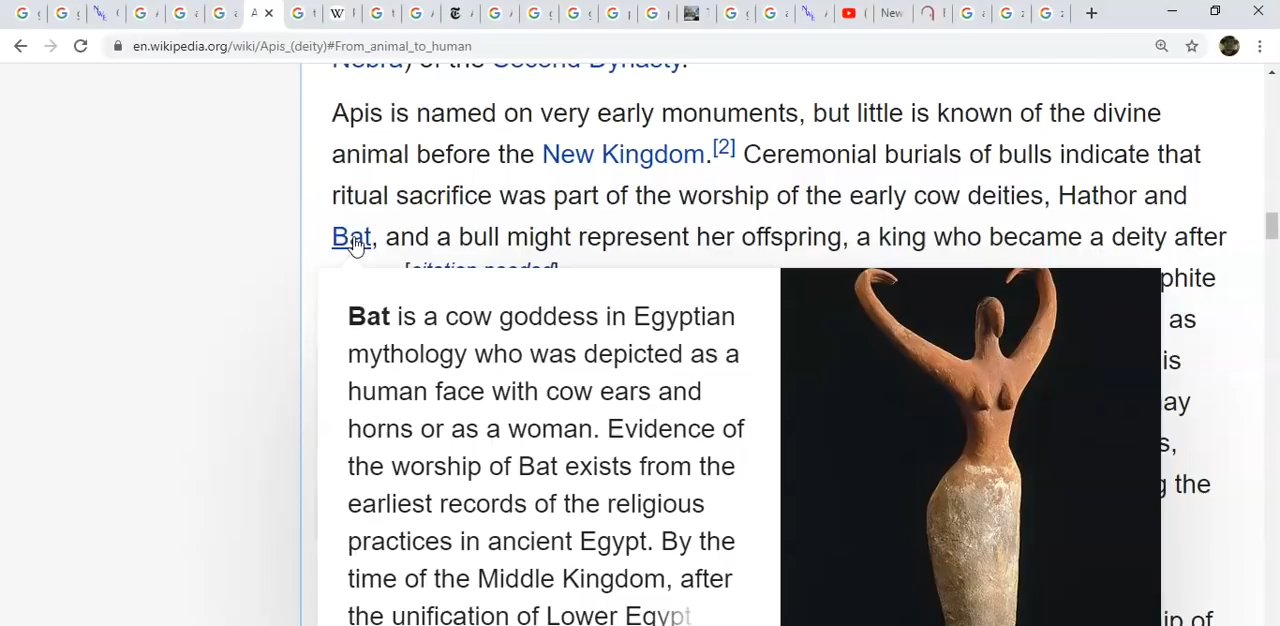 en.wikipedia.org/wiki/Apis_(deity)#From_animal_to_human
Nebra) of the Second Dynasty.
Apis is named on very early monuments, but little is known of the divine
animal before the New Kingdom.[2] Ceremonial burials of bulls indicate that
ritual sacrifice was part of the worship of the early cow deities, Hathor and
Bat, and a bull might represent her offspring, a king who became a deity after
[citation needed]
phite
as
is
ay
s,
g the
ip of
Bat is a cow goddess in Egyptian
mythology who was depicted as a
human face with cow ears and
horns or as a woman. Evidence of
the worship of Bat exists from the
earliest records of the religious
practices in ancient Egypt. By the
time of the Middle Kingdom, after
the unification of Lower Egypt